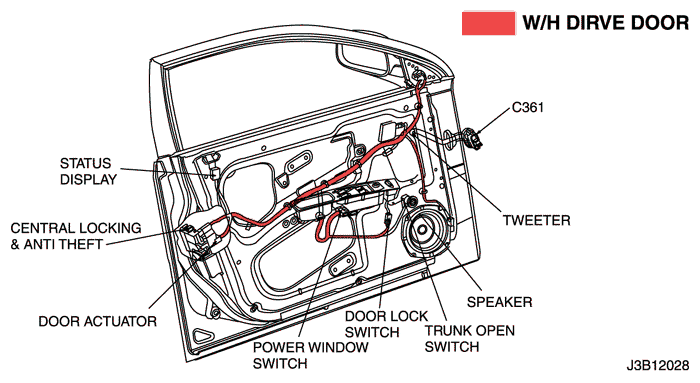 W/H DIRVE DOOR
C361
STATUS
DISPLAY
TWEETER
CENTRAL LOCKING
& ANTI THEFT
SPEAKER
DOOR ACTUATOR
DOOR LOCK
SWITCH
TRUNK OPEN
SWITCH
POWER WINDOW
SWITCH
J3B12028